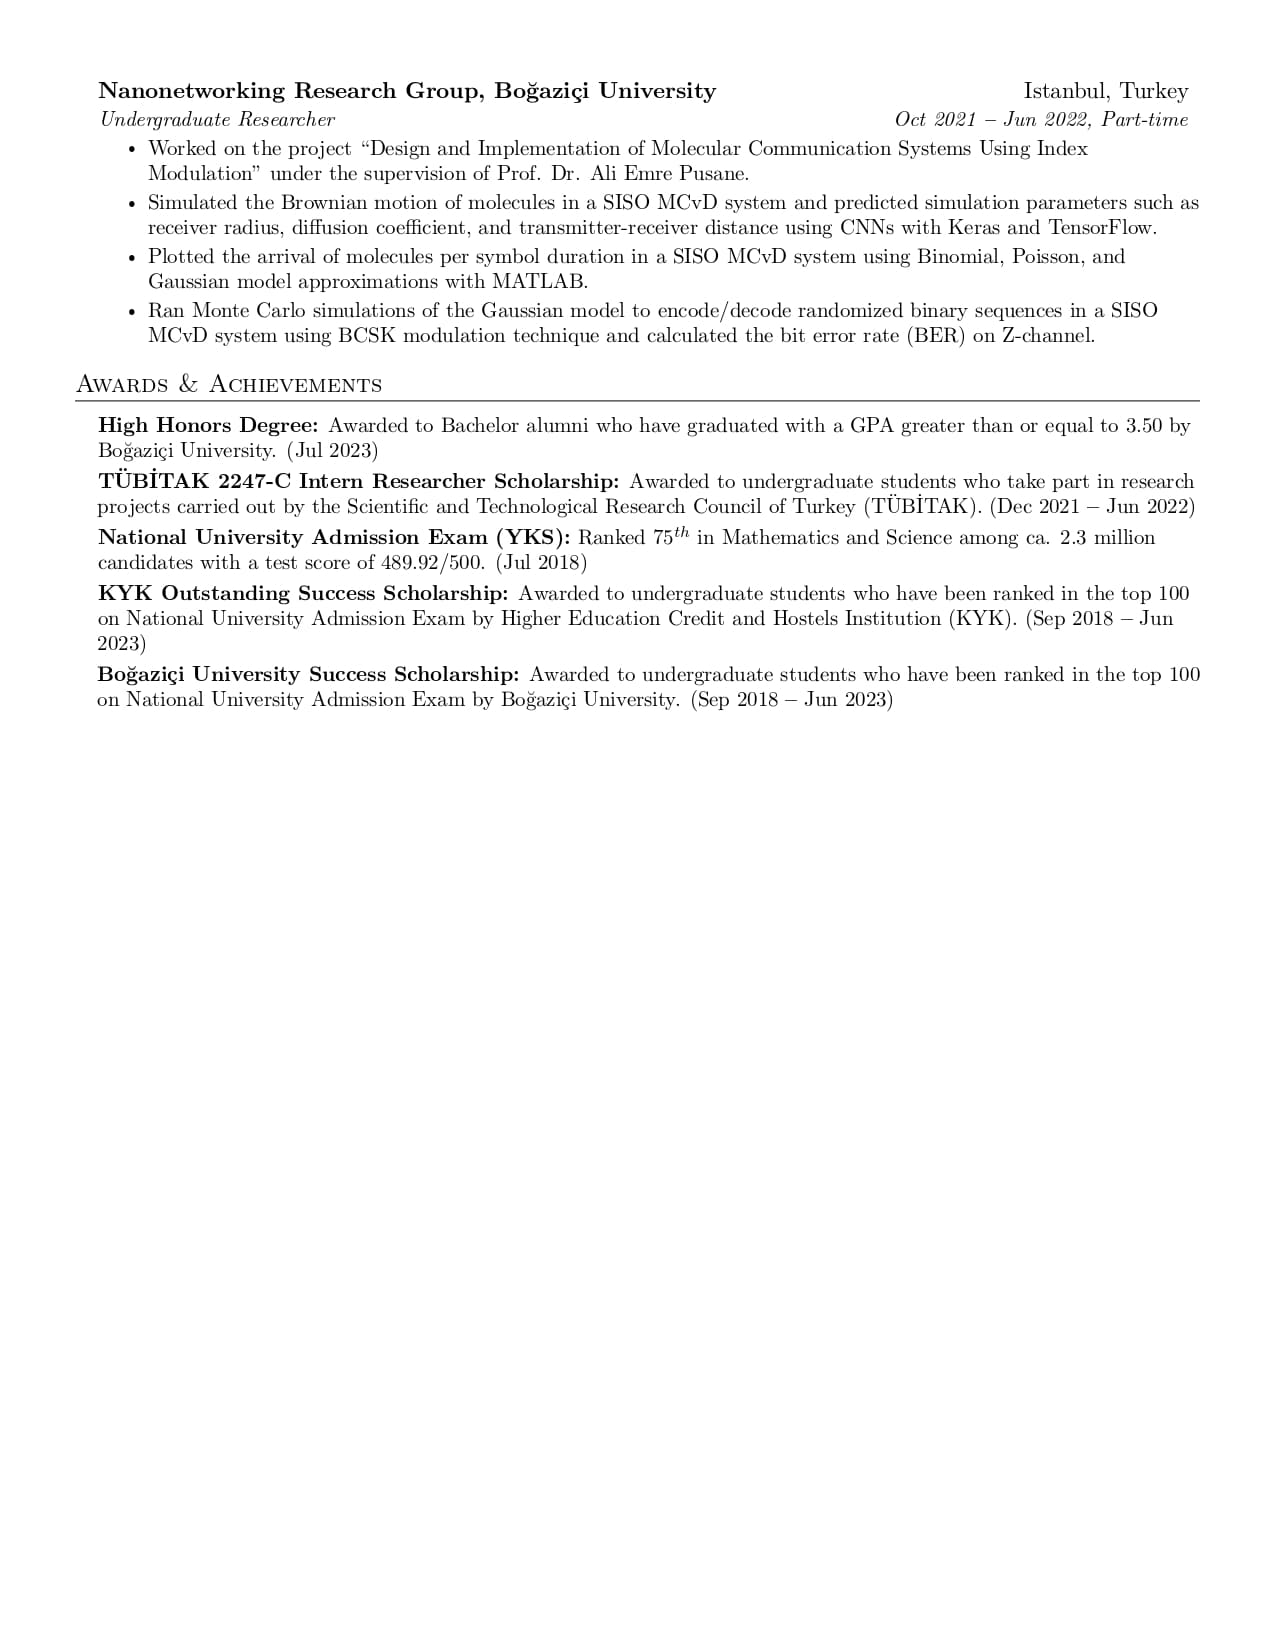 Nanonetworking Research Group, Boğaziçi University Istanbul, Turkey
Undergraduate Researcher Oct 2021 – Jun 2022, Part-time
• Worked on the project “Design and Implementation of Molecular Communication Systems Using Index
Modulation” under the supervision of Prof. Dr. Ali Emre Pusane.
• Simulated the Brownian motion of molecules in a SISO MCvD system and predicted simulation parameters such as
receiver radius, diffusion coefficient, and transmitter-receiver distance using CNNs with Keras and TensorFlow.
• Plotted the arrival of molecules per symbol duration in a SISO MCvD system using Binomial, Poisson, and
Gaussian model approximations with MATLAB.
• Ran Monte Carlo simulations of the Gaussian model to encode/decode randomized binary sequences in a SISO
MCvD system using BCSK modulation technique and calculated the bit error rate (BER) on Z-channel.
Awards & Achievements
High Honors Degree: Awarded to Bachelor alumni who have graduated with a GPA greater than or equal to 3.50 by
Boğaziçi University. (Jul 2023)
TÜBİTAK 2247-C Intern Researcher Scholarship: Awarded to undergraduate students who take part in research
projects carried out by the Scientific and Technological Research Council of Turkey (TÜBİTAK). (Dec 2021 – Jun 2022)
National University Admission Exam (YKS): Ranked 75th in Mathematics and Science among ca. 2.3 million
candidates with a test score of 489.92/500. (Jul 2018)
KYK Outstanding Success Scholarship: Awarded to undergraduate students who have been ranked in the top 100
on National University Admission Exam by Higher Education Credit and Hostels Institution (KYK). (Sep 2018 – Jun
2023)
Boğaziçi University Success Scholarship: Awarded to undergraduate students who have been ranked in the top 100
on National University Admission Exam by Boğaziçi University. (Sep 2018 – Jun 2023)